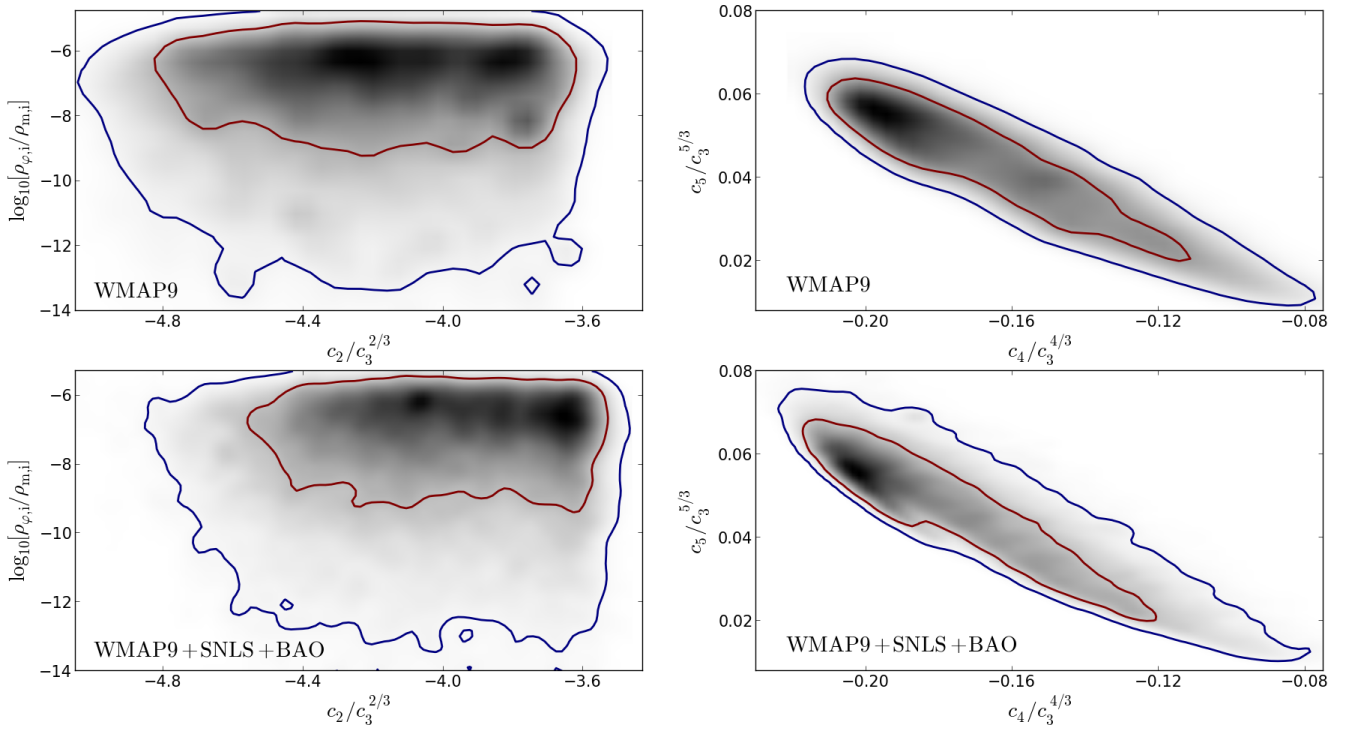 0.08
−6
−8
−10
−12
−14
log₁₀[ρ_φ,i/ρ_m,i]
WMAP9
−4.8 −4.4 −4.0 −3.6
c₂/c₃^2/3
0.06
0.04
0.02
c₅/c₃^5/3
WMAP9
−0.20 −0.16 −0.12 −0.08
c₄/c₃^4/3
−6
−8
−10
−12
−14
log₁₀[ρ_φ,i/ρ_m,i]
WMAP9+SNLS+BAO
−4.8 −4.4 −4.0 −3.6
c₂/c₃^2/3
0.08
0.06
0.04
0.02
c₅/c₃^5/3
WMAP9+SNLS+BAO
−0.20 −0.16 −0.12 −0.08
c₄/c₃^4/3